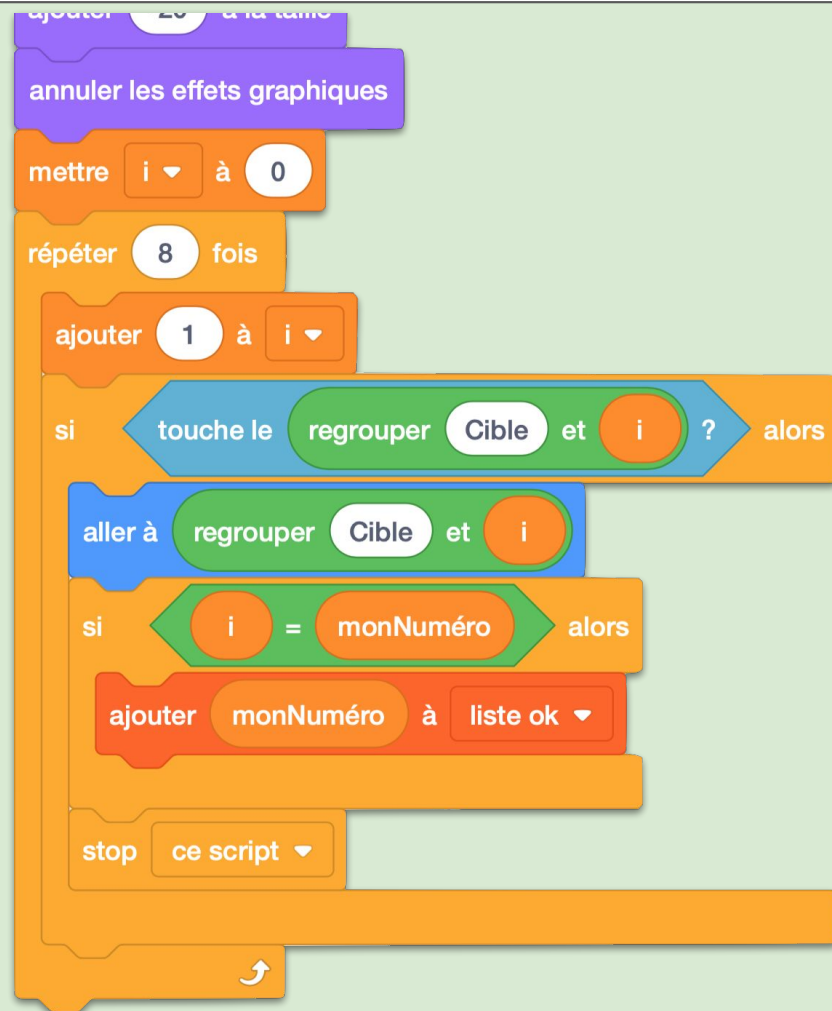 annuler les effets graphiques
mettre i à 0
répéter 8 fois
ajouter 1 à i
si touche le regrouper Cible et i ? alors
aller à regrouper Cible et i
si i = monNuméro alors
ajouter monNuméro à liste ok
stop ce script